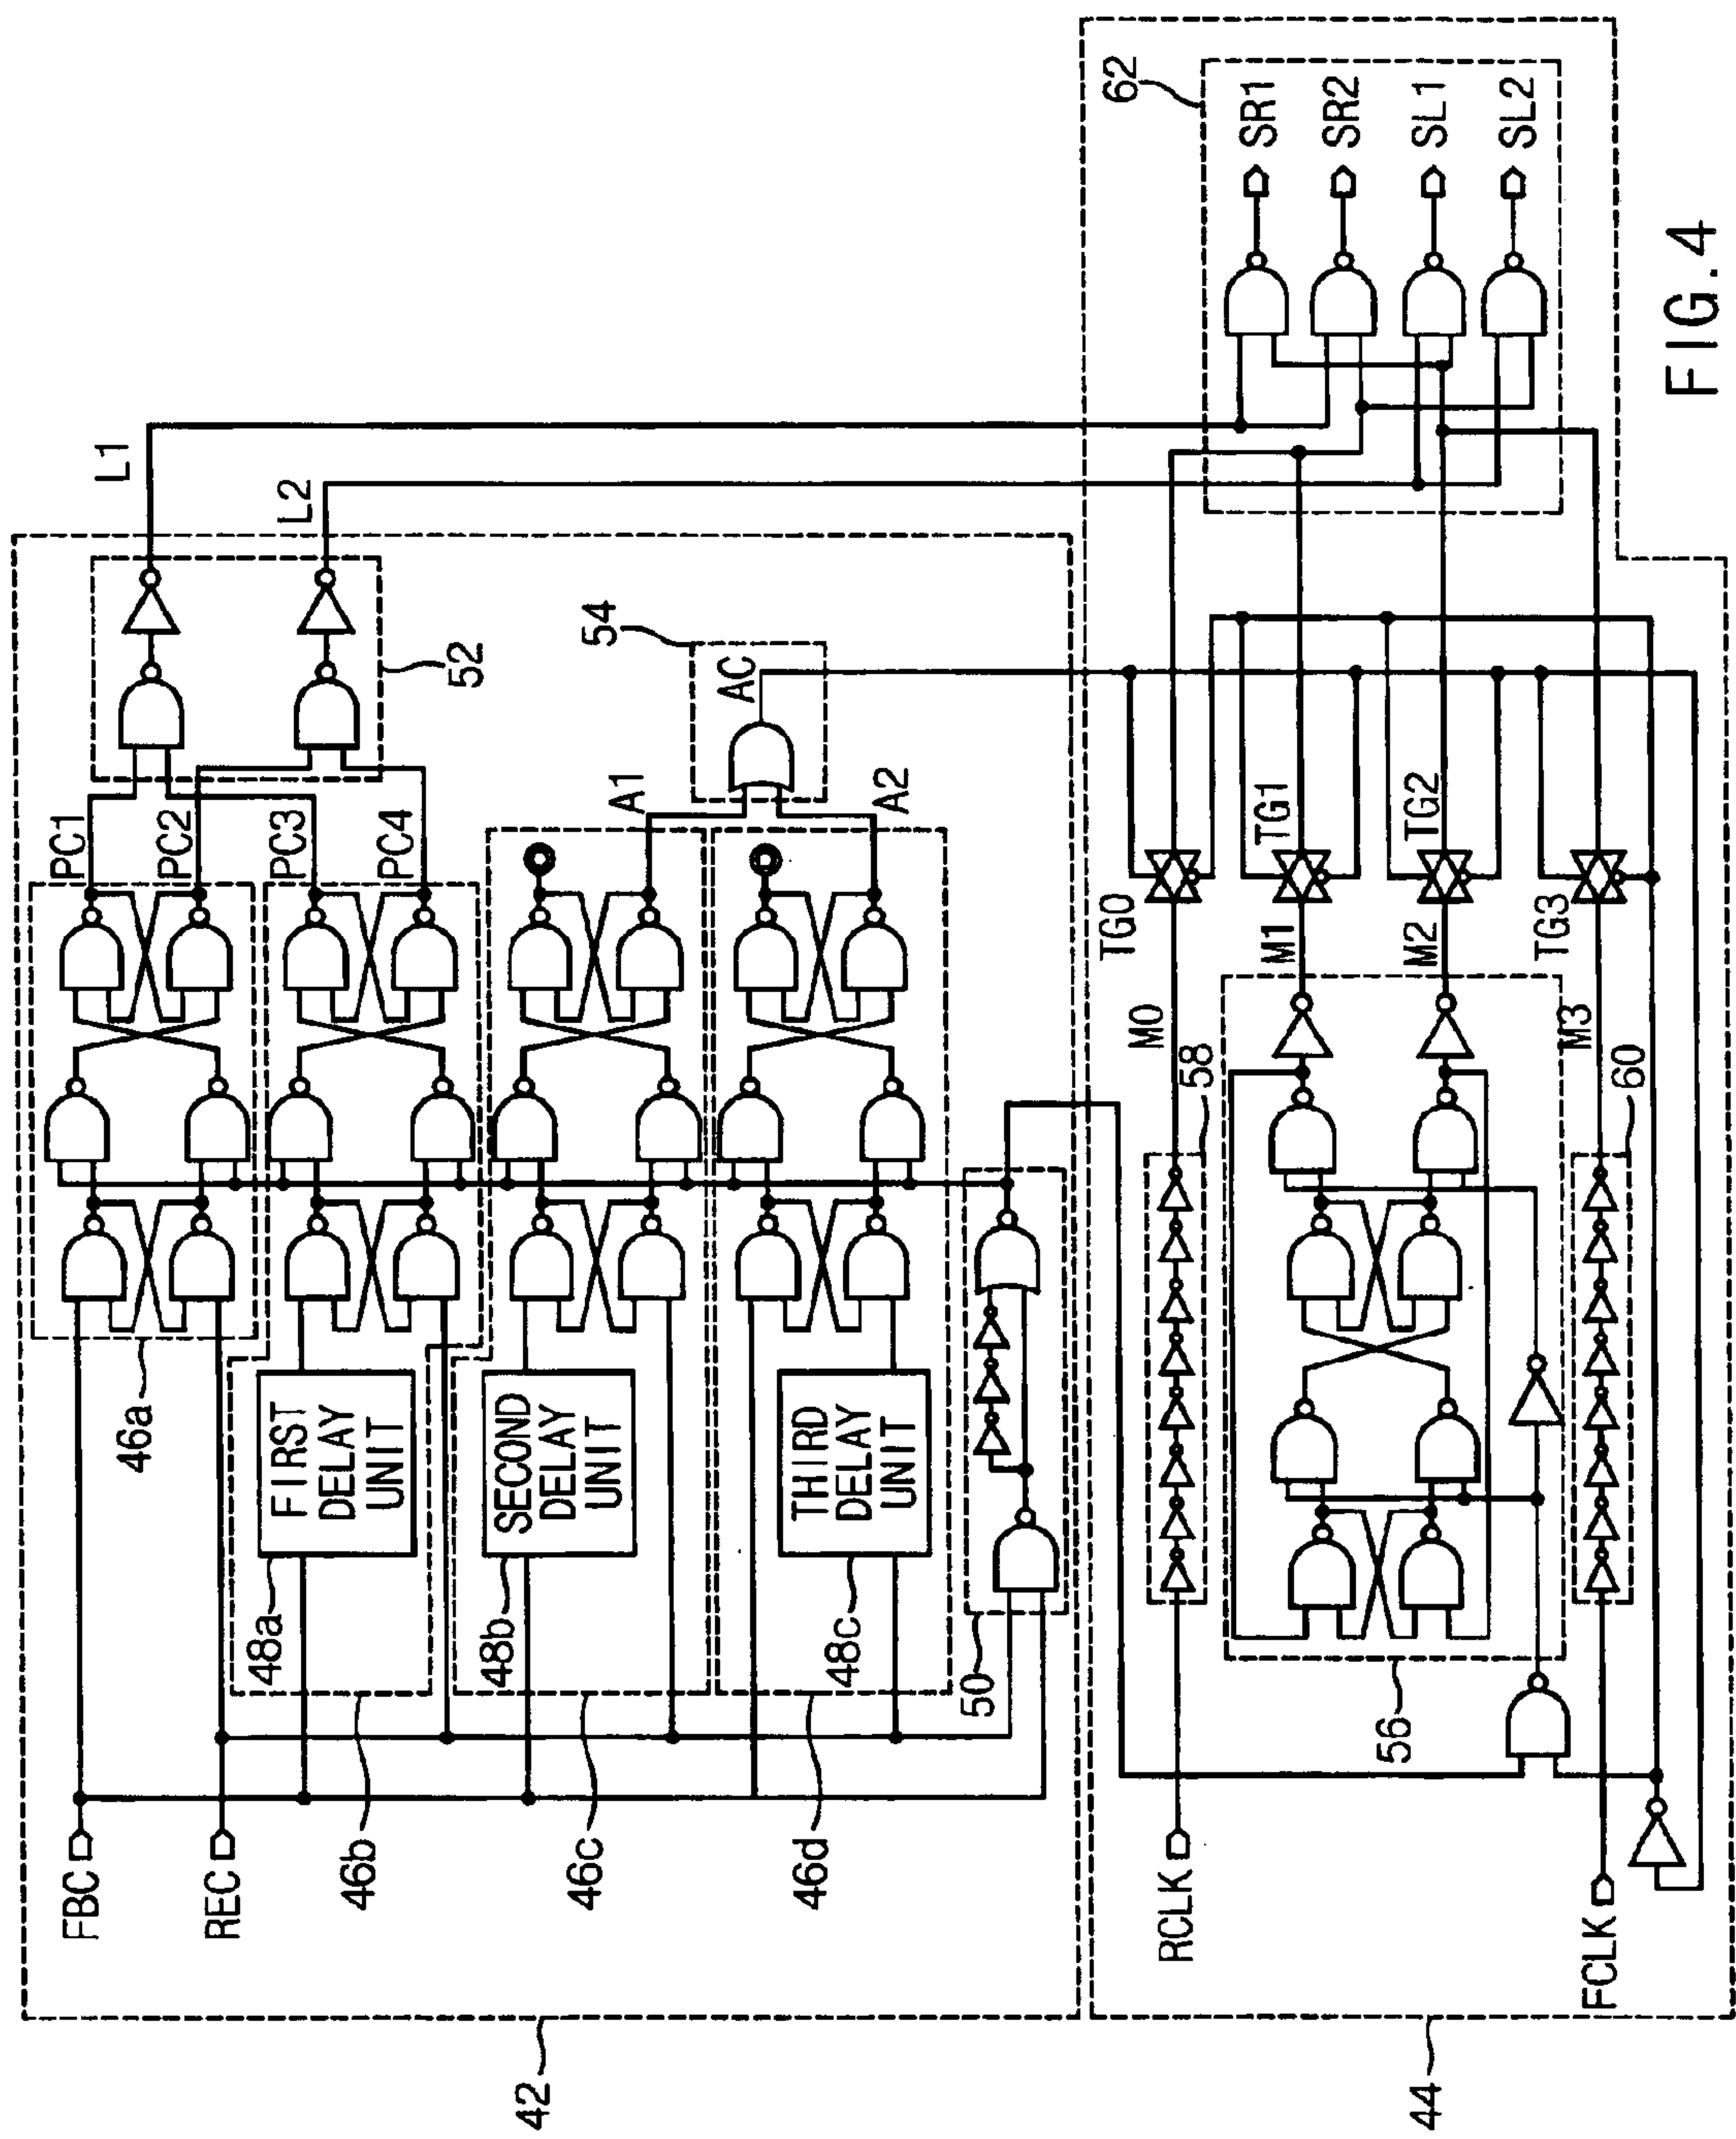 FBC
REC
46a
FIRST
DELAY
UNIT
48a
46b
SECOND
DELAY
UNIT
48b
46c
THIRD
DELAY
UNIT
48c
46d
50
PC1
PC2
PC3
PC4
A1
A2
52
54
AC
L1
L2
42
RCLK
FCLK
58
56
60
M0
M1
M2
M3
TG0
TG1
TG2
TG3
62
SR1
SR2
SL1
SL2
44
FIG.4